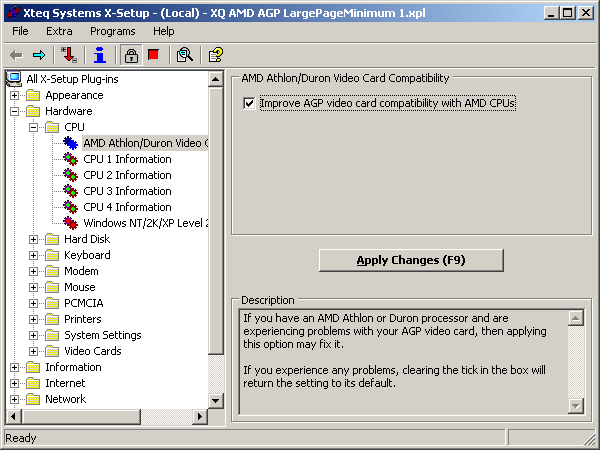 Xteq Systems X-Setup - (Local) - XQ AMD AGP LargePageMinimum 1.xpl
File Extra Programs Help
All X-Setup Plug-ins
Appearance
Hardware
CPU
AMD Athlon/Duron Video C
CPU 1 Information
CPU 2 Information
CPU 3 Information
CPU 4 Information
Windows NT/2K/XP Level 2
Hard Disk
Keyboard
Modem
Mouse
PCMCIA
Printers
System Settings
Video Cards
Information
Internet
Network
AMD Athlon/Duron Video Card Compatibility
Improve AGP video card compatibility with AMD CPUs
Apply Changes (F9)
Description
If you have an AMD Athlon or Duron processor and are
experiencing problems with your AGP video card, then applying
this option may fix it.
If you experience any problems, clearing the tick in the box will
return the setting to its default.
Ready